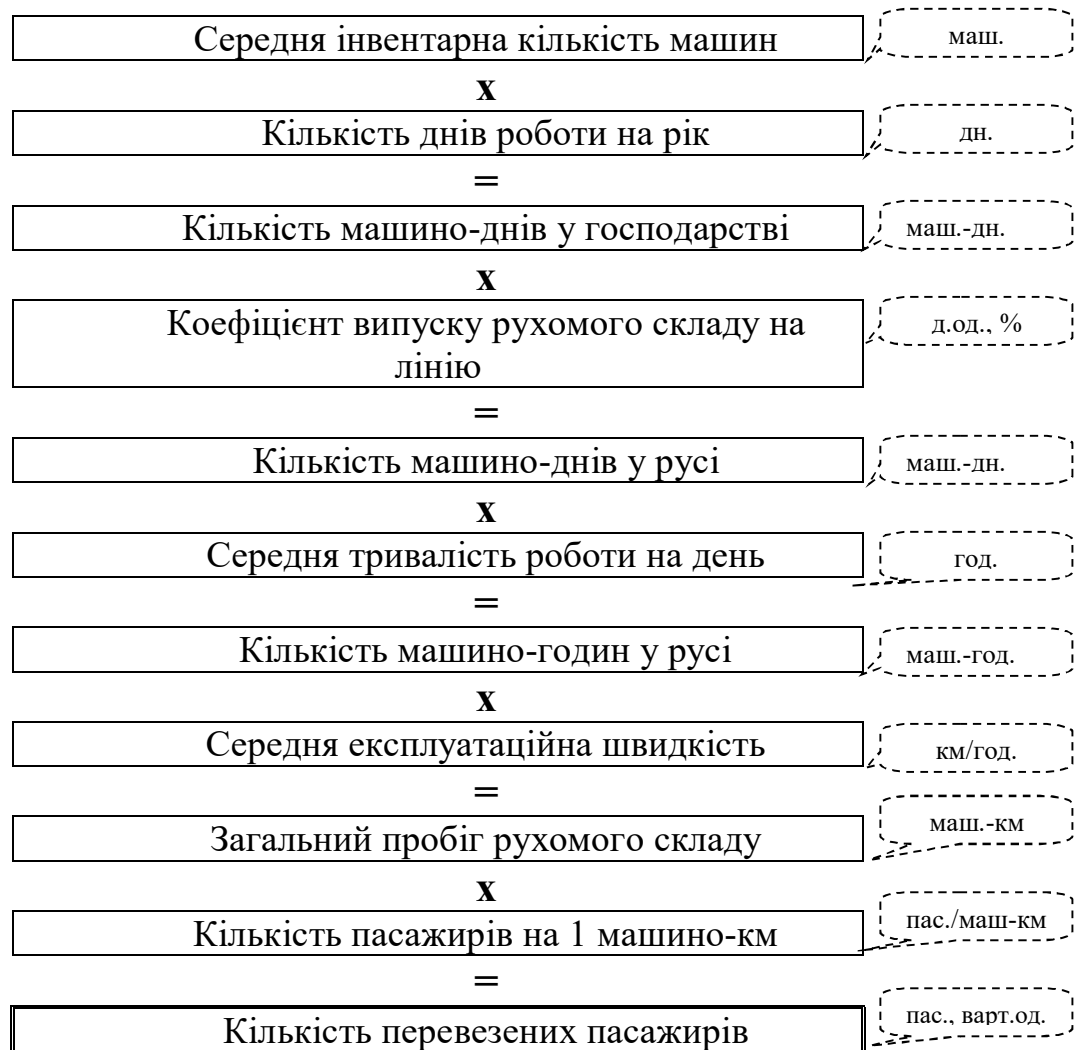 Середня інвентарна кількість машин
маш.
х
Кількість днів роботи на рік
дн.
=
Кількість машино-днів у господарстві
маш.-дн.
х
Коефіцієнт випуску рухомого складу на
лінію
д.од., %
=
Кількість машино-днів у русі
маш.-дн.
х
Середня тривалість роботи на день
год.
=
Кількість машино-годин у русі
маш.-год.
х
Середня експлуатаційна швидкість
км/год.
=
Загальний пробіг рухомого складу
маш.-км
х
Кількість пасажирів на 1 машино-км
пас./маш-км
=
Кількість перевезених пасажирів
пас., варт.од.